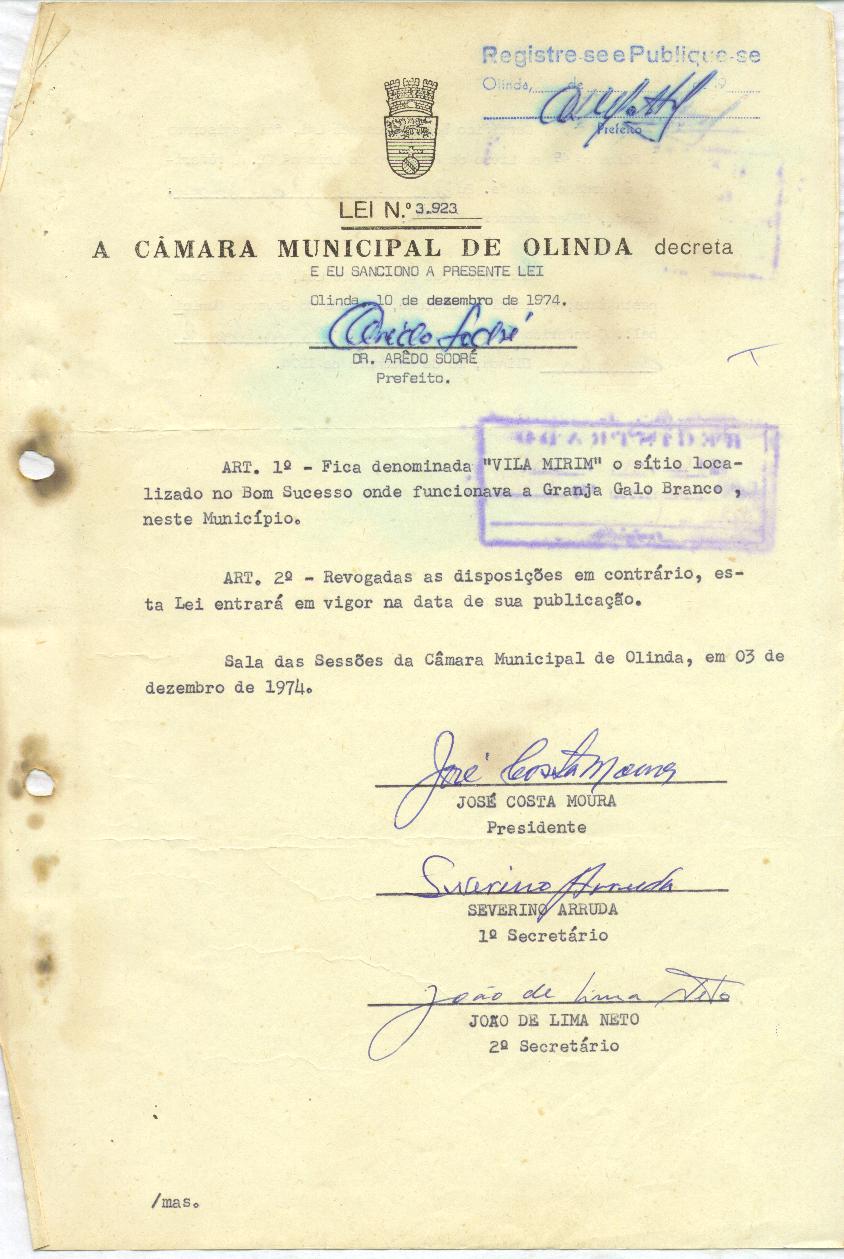 Registre-se e Publique-se
Olinda, de 19
Prefeito
LEI N.º 3.923
A CÂMARA MUNICIPAL DE OLINDA decreta
E EU SANCIONO A PRESENTE LEI
Olinda, 10 de dezembro de 1974.
Arêdo Sodré
DR. ARÊDO SODRÉ
Prefeito.
ART. 1º - Fica denominada "VILA MIRIM" o sítio loca-
lizado no Bom Sucesso onde funcionava a Granja Galo Branco ,
neste Município.
ART. 2º - Revogadas as disposições em contrário, es-
ta Lei entrará em vigor na data de sua publicação.
Sala das Sessões da Câmara Municipal de Olinda, em 03 de
dezembro de 1974.
José Costa Moura
JOSÉ COSTA MOURA
Presidente
Severino Arruda
SEVERINO ARRUDA
1º Secretário
João de Lima Neto
JOÃO DE LIMA NETO
2º Secretário
/mas.